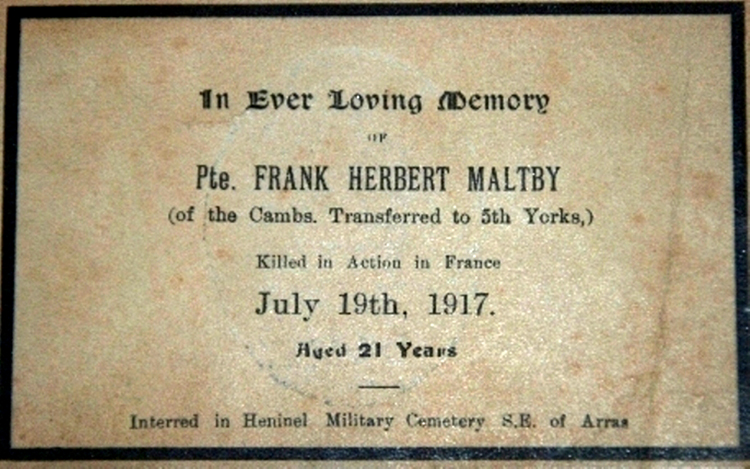 In Ever Loving Memory
OF
Pte. FRANK HERBERT MALTBY
(of the Cambs. Transferred to 5th Yorks,)
Killed in Action in France
July 19th, 1917.
Aged 21 Years
Interred in Heninel Military Cemetery S.E. of Arras